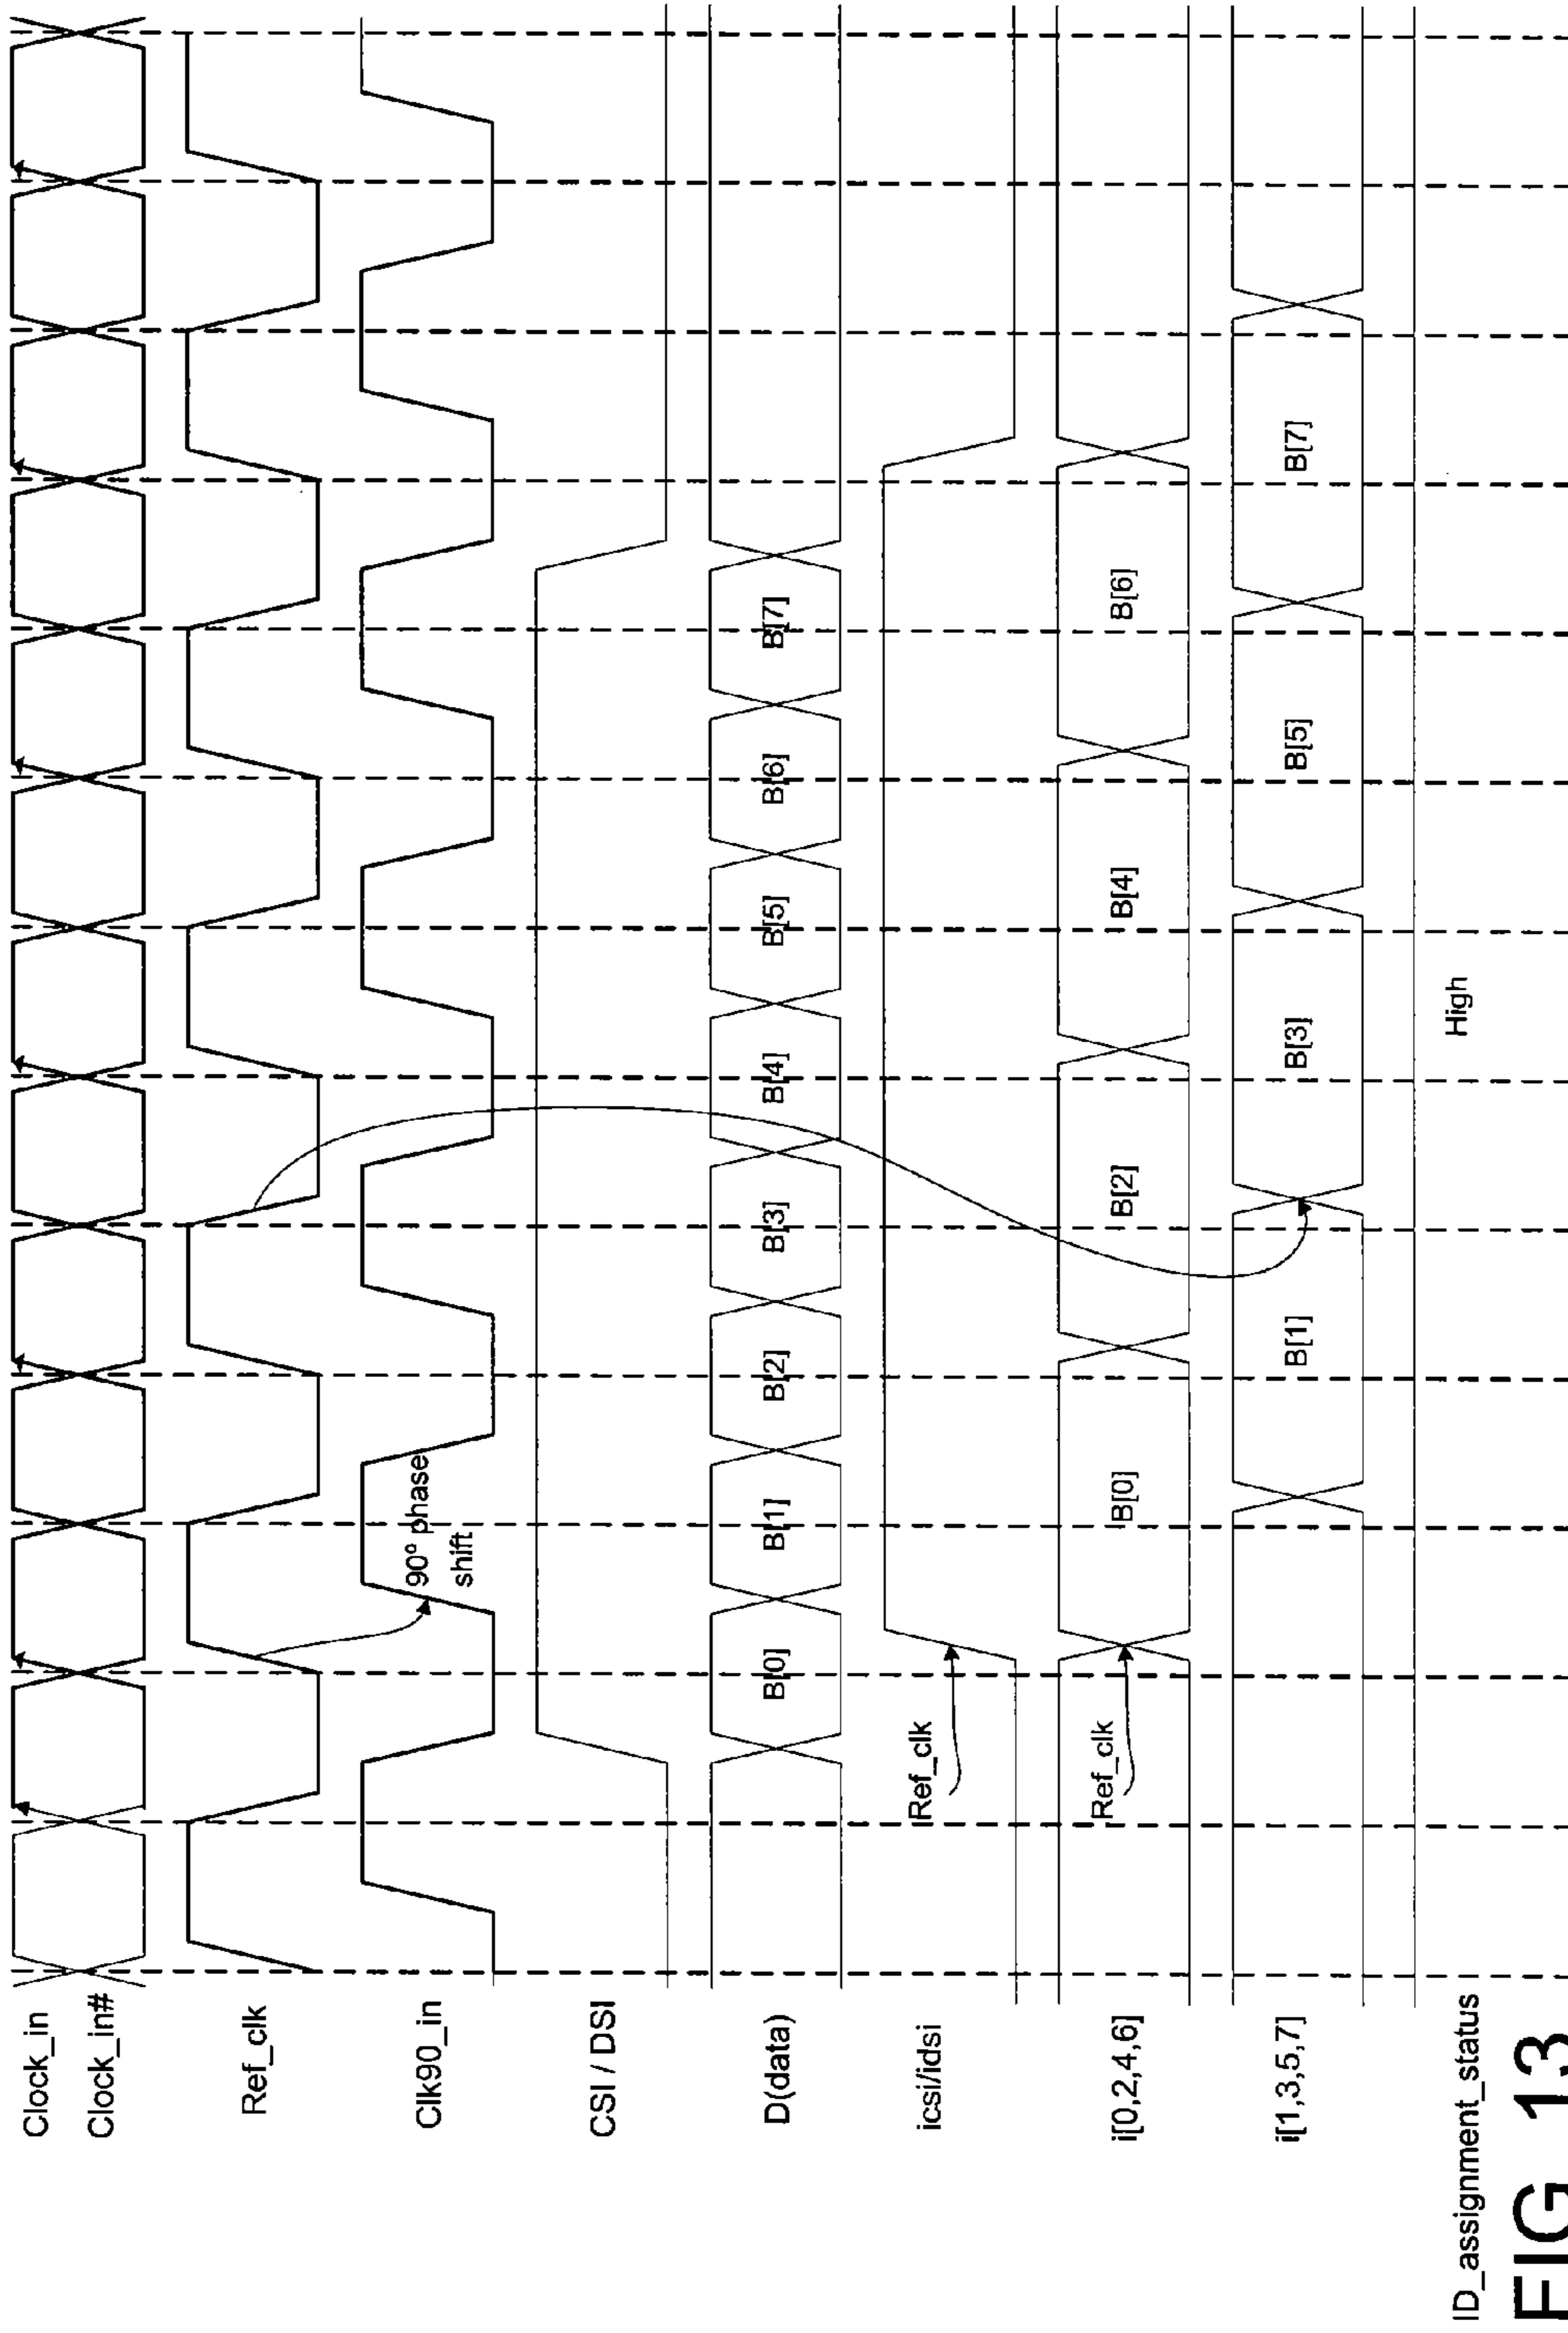 Clock_in
Clock_in#
Ref_clk
Clk90_in
90º phase
shift
CSI / DSI
D(data)
B[0]
B[1]
B[2]
B[3]
B[4]
B[5]
B[6]
B[7]
icsi/idsi
Ref_clk
i[0,2,4,6]
Ref_clk
B[0]
B[2]
B[4]
B[6]
i[1,3,5,7]
B[1]
B[3]
B[5]
B[7]
ID_assignment_status
High
FIG 13